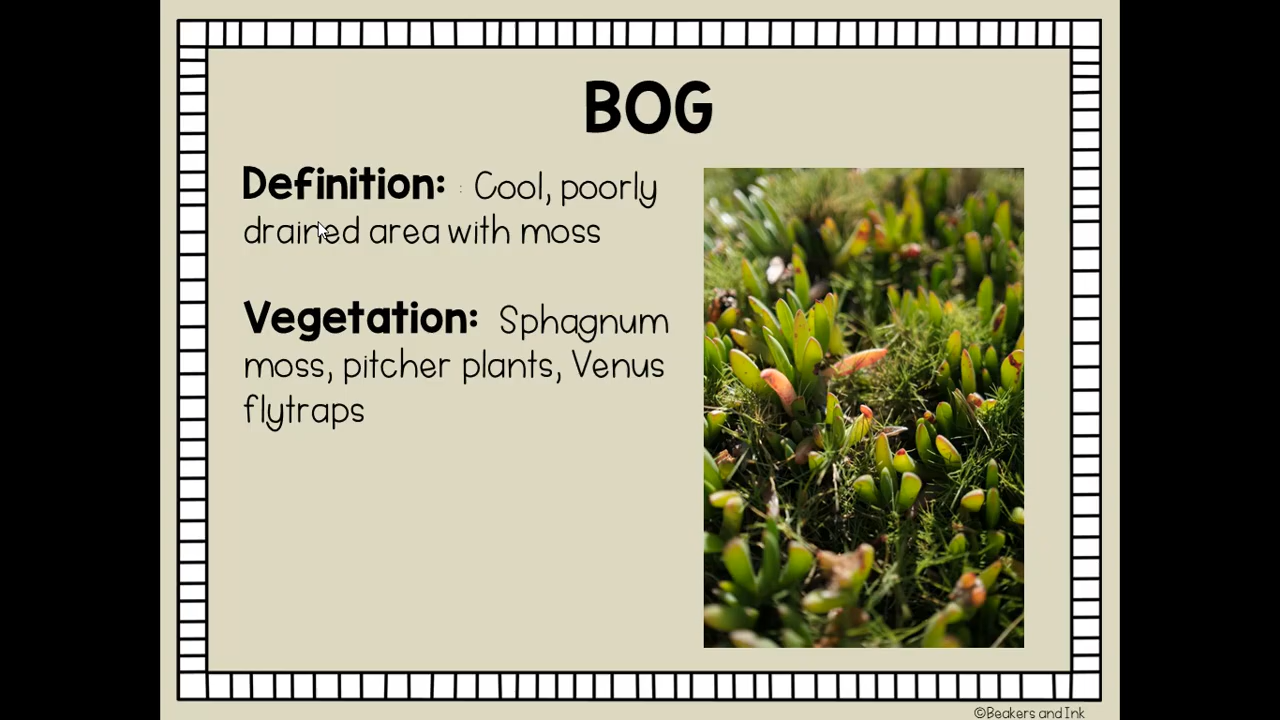 BOG
Definition: : Cool, poorly
drained area with moss
Vegetation: Sphagnum
moss, pitcher plants, Venus
flytraps
©Beakers and Ink